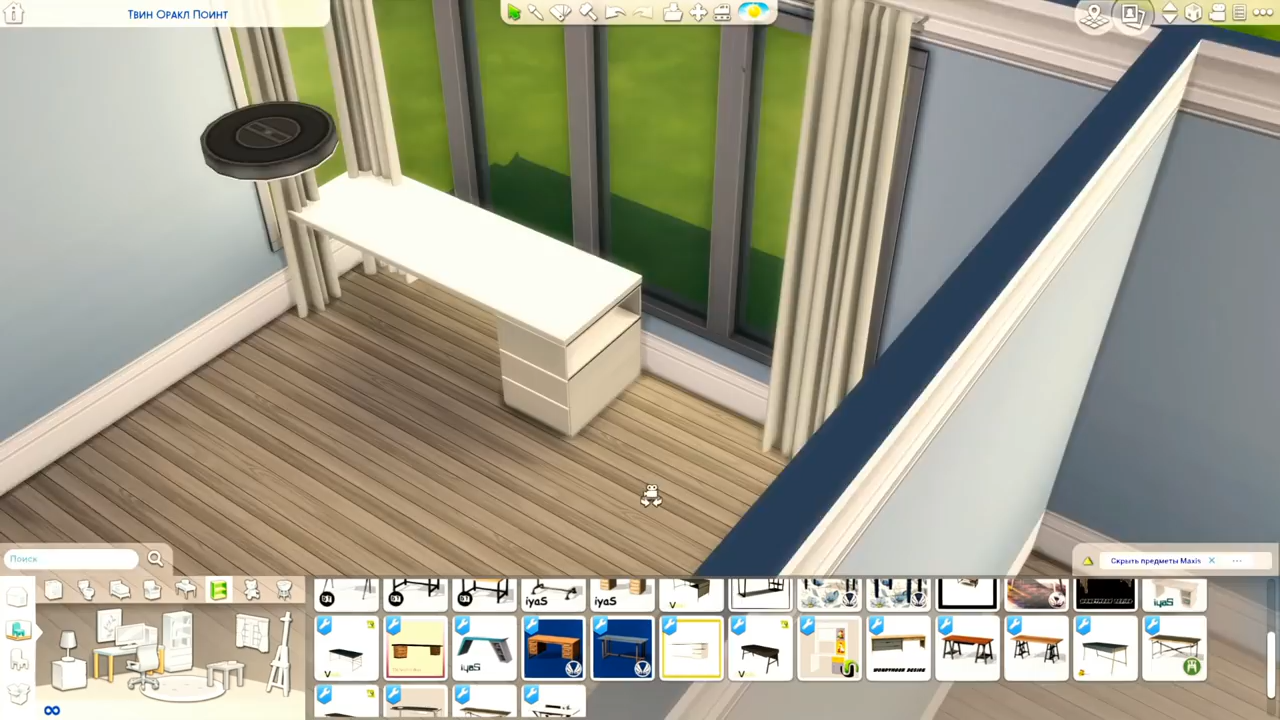 Твин Оракл Поинт
Поиск
Скрыть предметы Maxis
iyaS
iyaS
iyaS
iyaS